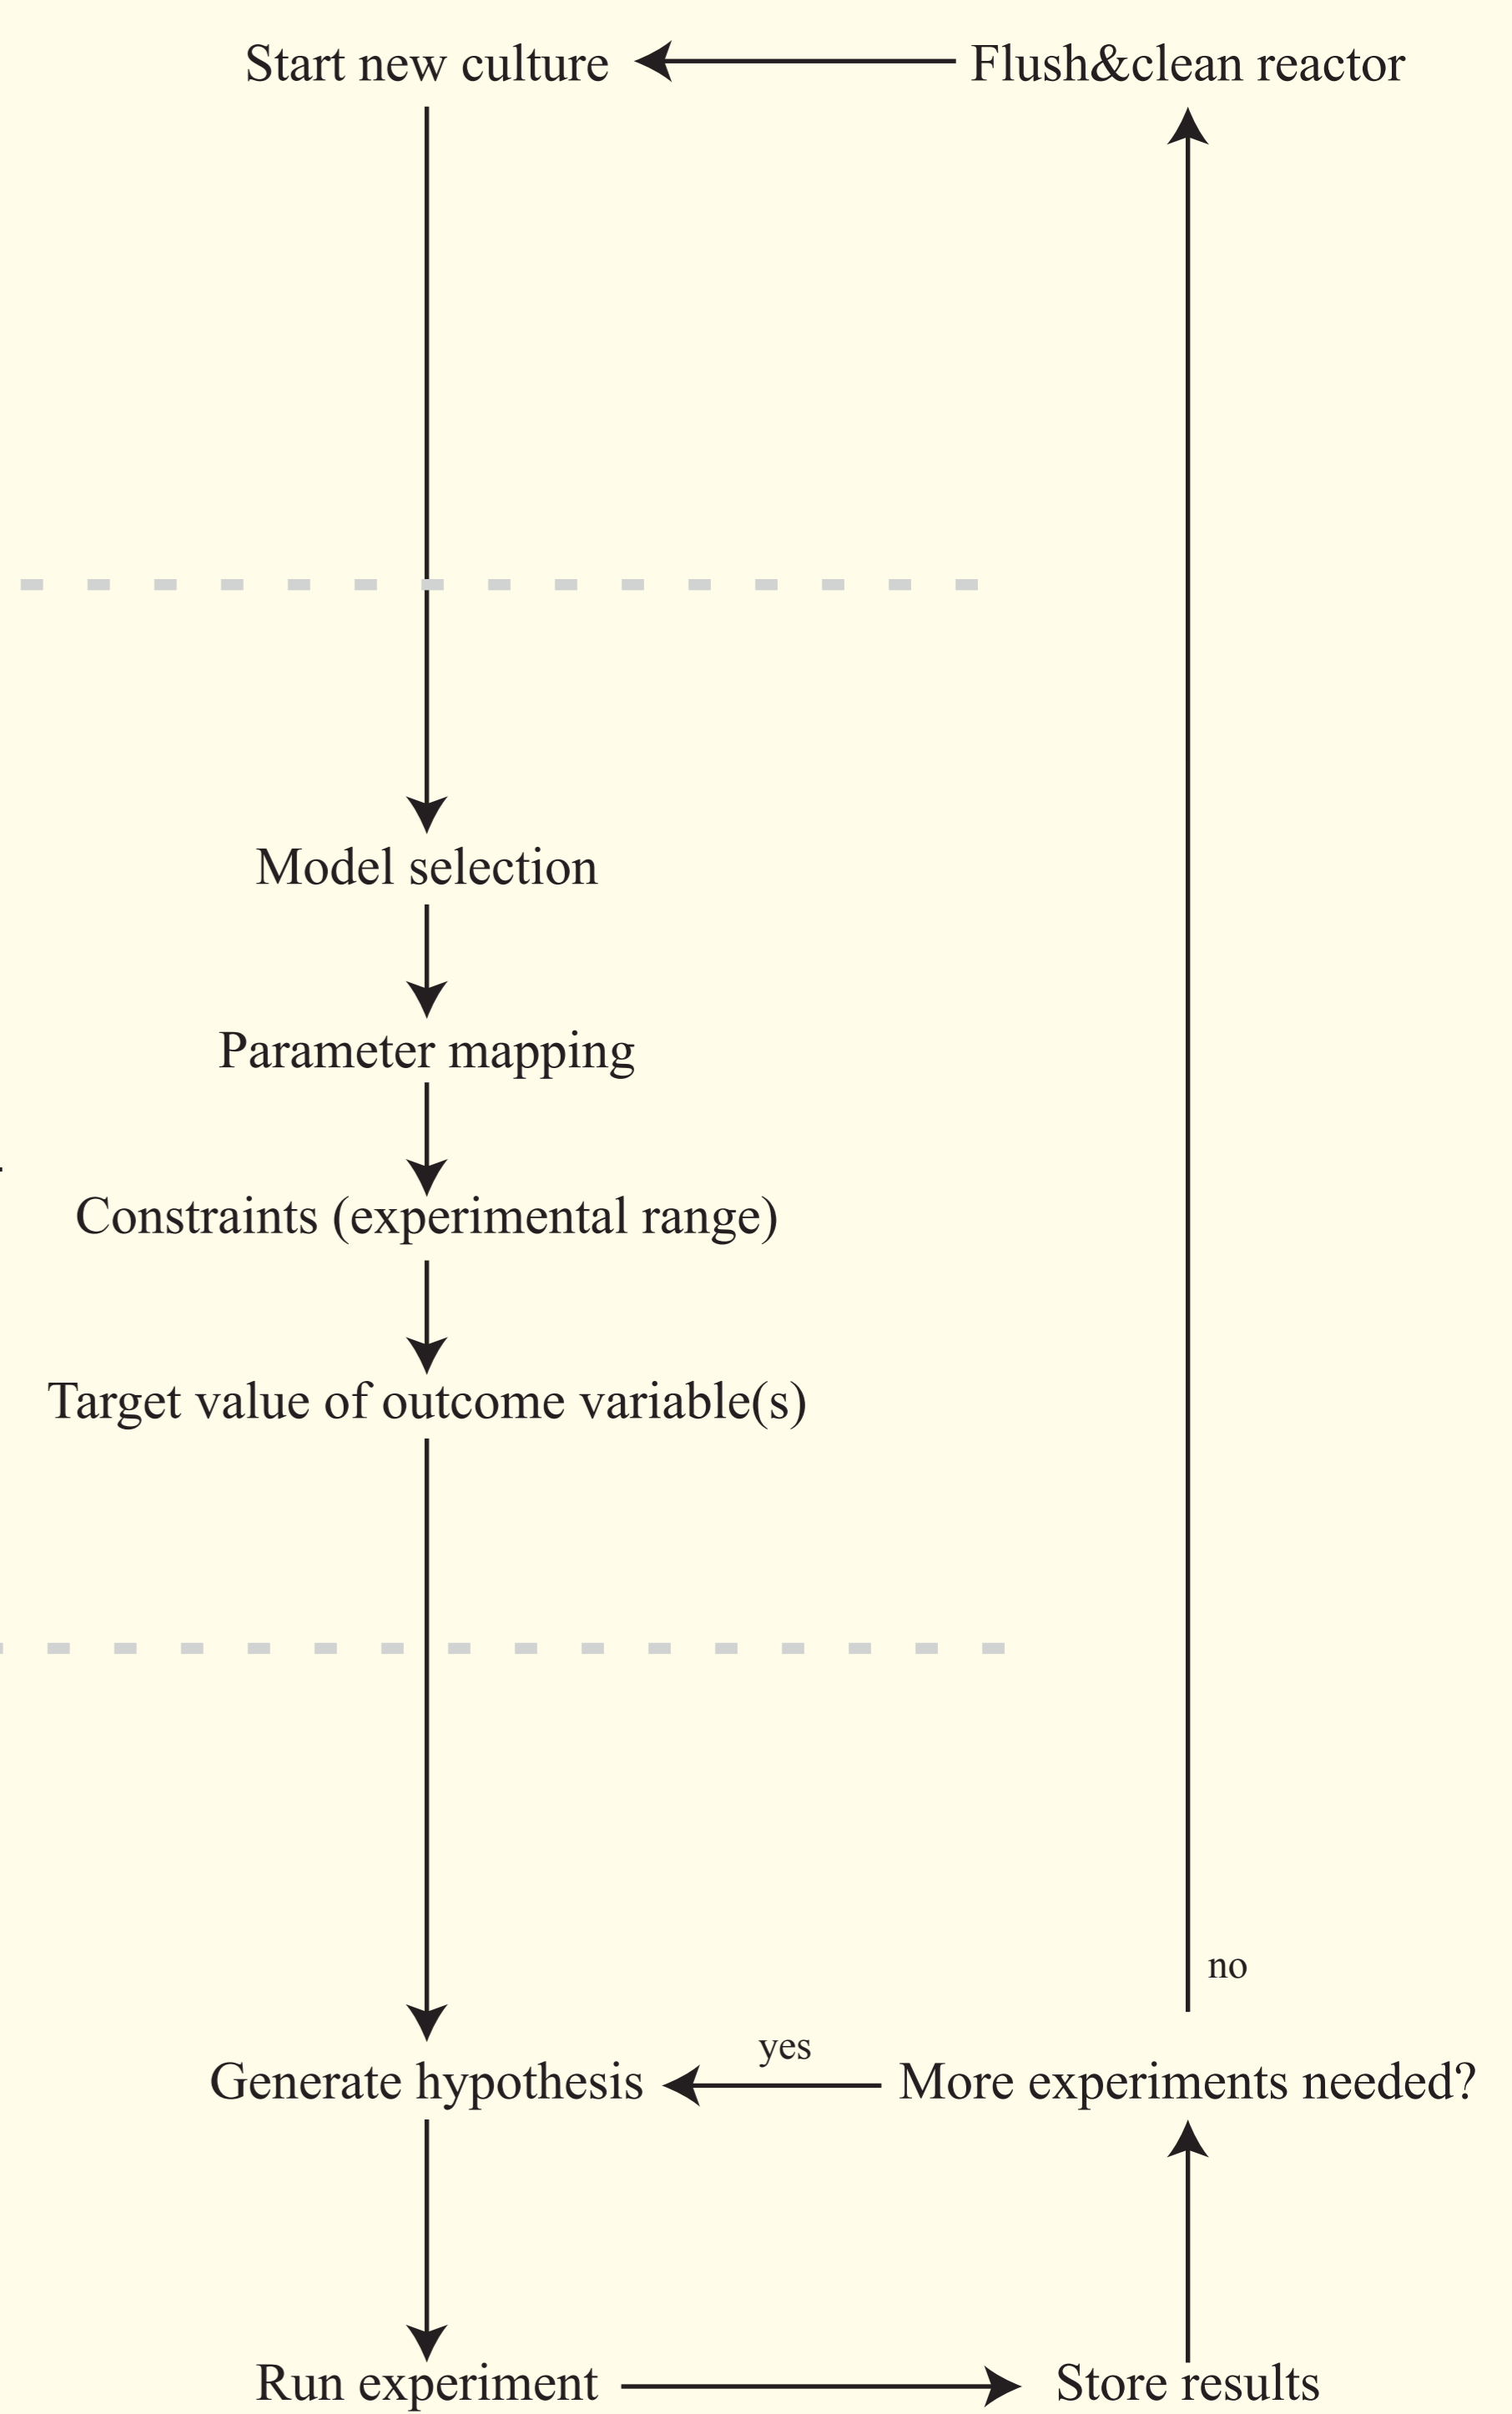 Start new culture
Flush&clean reactor
Model selection
Parameter mapping
Constraints (experimental range)
Target value of outcome variable(s)
no
yes
Generate hypothesis
More experiments needed?
Run experiment
Store results